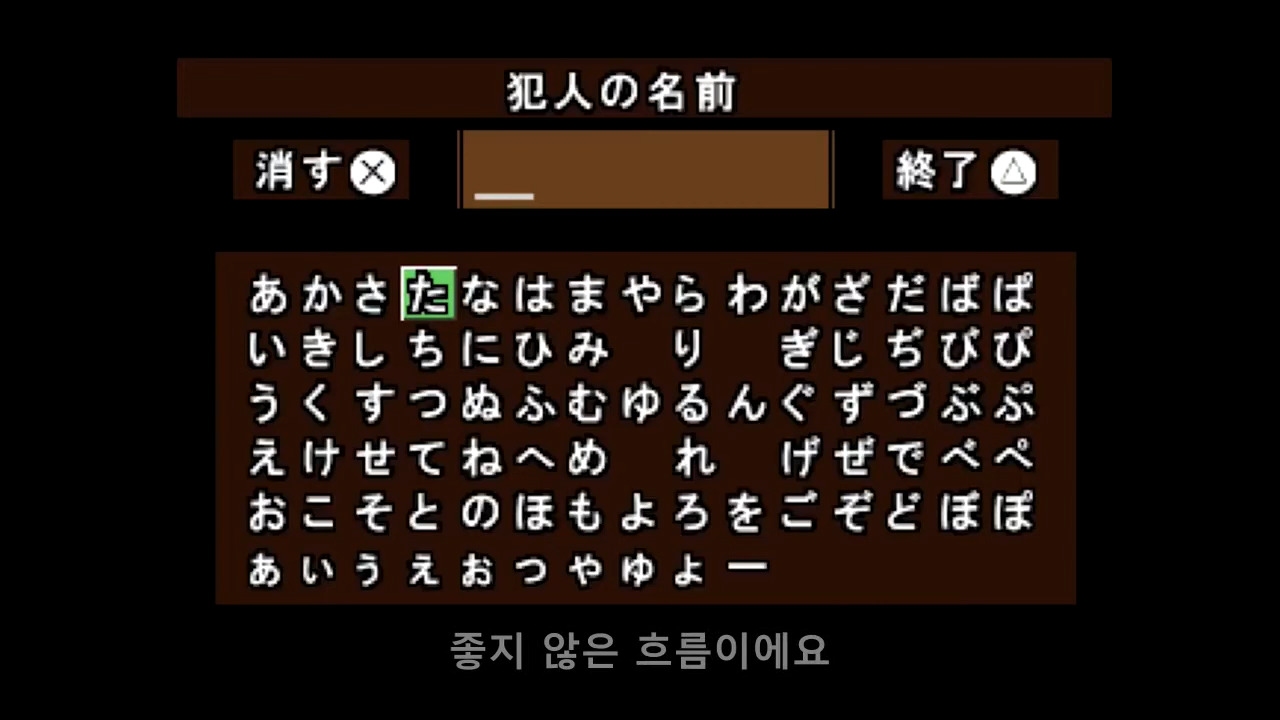 犯人の名前
消す× 終了△
あかさたなはまやらわがざだばぱ
いきしちにひみ り ぎじぢびぴ
うくすつぬふむゆるんぐずづぶぷ
えけせてねへめ れ げぜでべぺ
おこそとのほもよろをごぞどぼぽ
ぁぃぅぇぉっゃゅょー
좋지 않은 흐름이에요